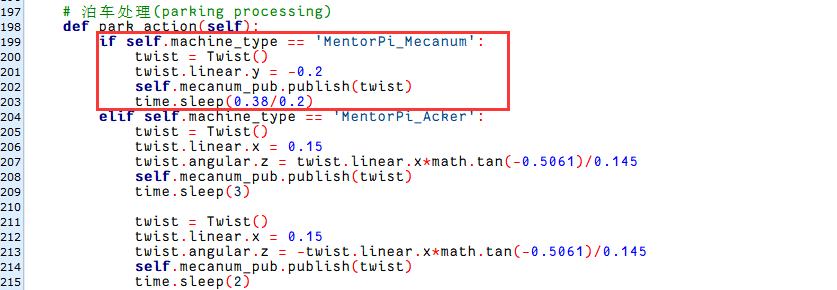 197 # 泊车处理(parking processing)
198 def park_action(self):
199 if self.machine_type == 'MentorPi_Mecanum':
200 twist = Twist()
201 twist.linear.y = -0.2
202 self.mecanum_pub.publish(twist)
203 time.sleep(0.38/0.2)
204 elif self.machine_type == 'MentorPi_Acker':
205 twist = Twist()
206 twist.linear.x = 0.15
207 twist.angular.z = twist.linear.x*math.tan(-0.5061)/0.145
208 self.mecanum_pub.publish(twist)
209 time.sleep(3)
210
211 twist = Twist()
212 twist.linear.x = 0.15
213 twist.angular.z = -twist.linear.x*math.tan(-0.5061)/0.145
214 self.mecanum_pub.publish(twist)
215 time.sleep(2)